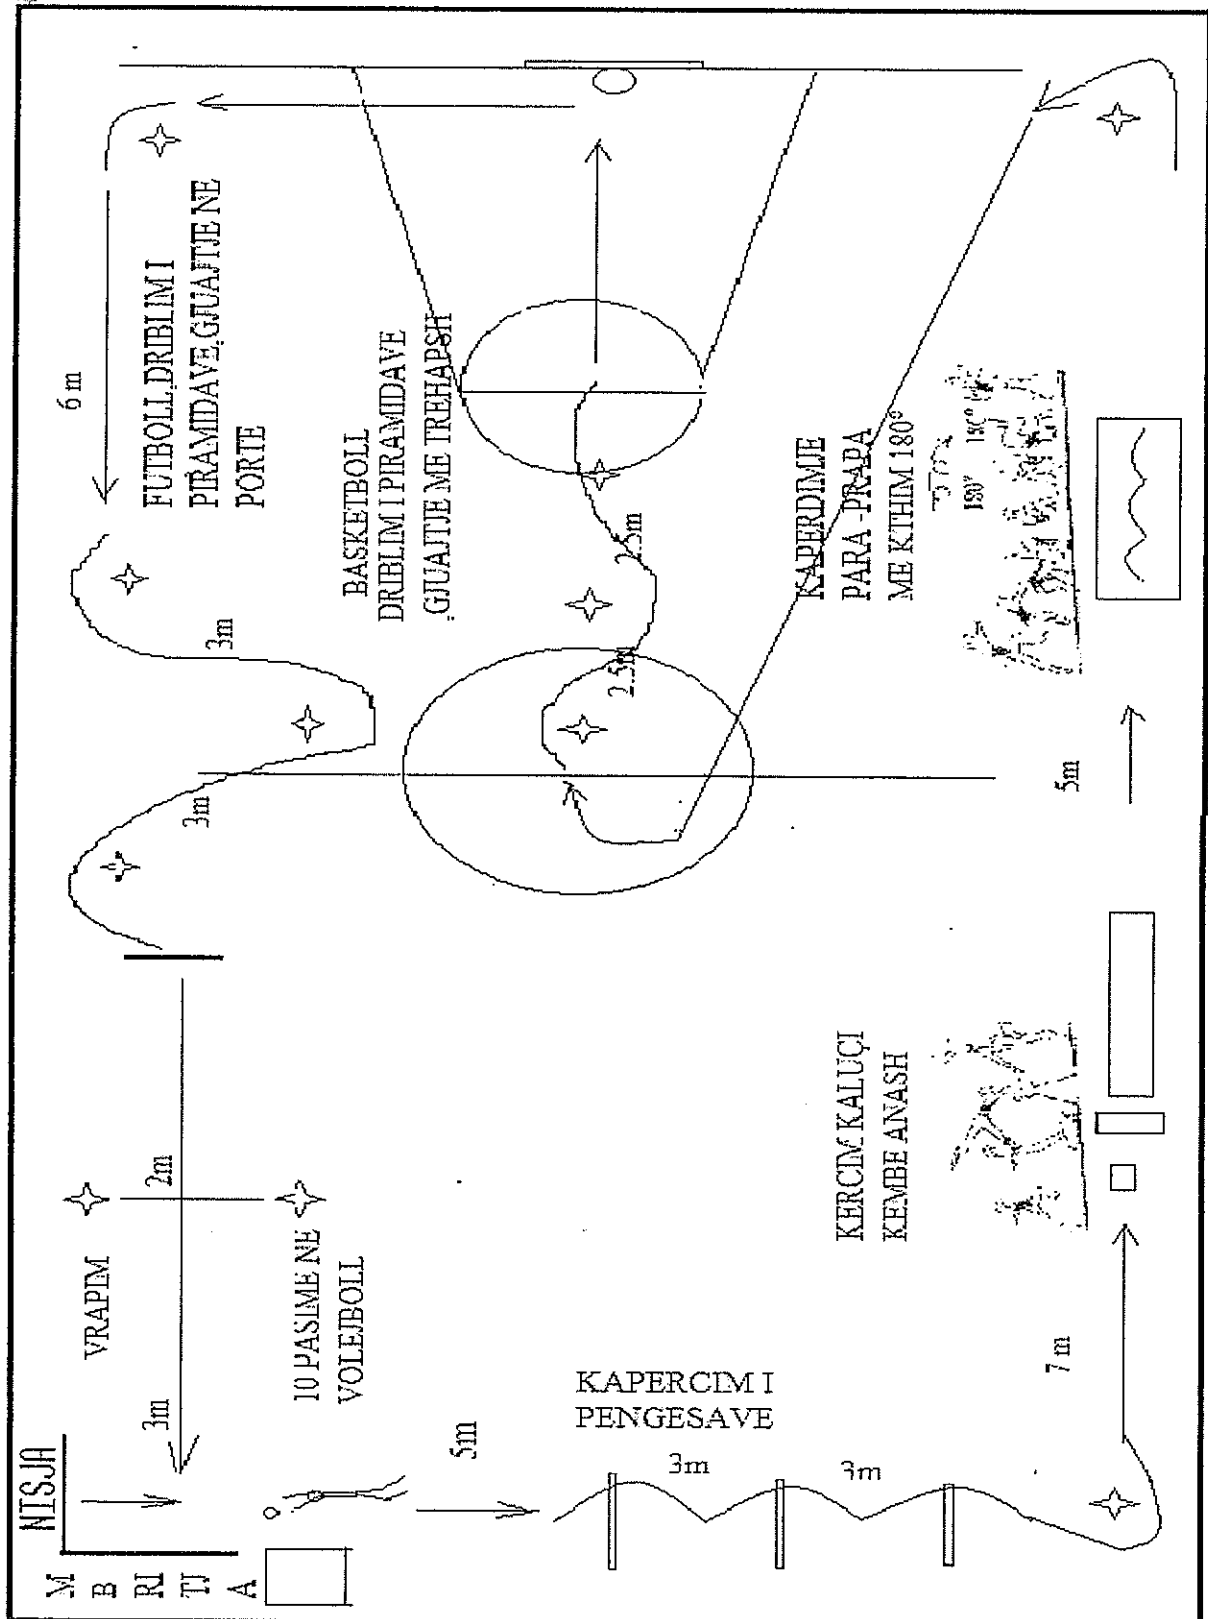 NISJA
M
B
RI
TJ
A
3m
VRAPIM
2m
10 PASIME NE
VOLEJBOLL
5m
KAPERCIM I
PENGESAVE
3m
3m
7 m
KERCIM KALUÇI
KEMBE ANASH
5m
KAPERDIMJE
PARA -PRAPA
ME KTHIM 180°
180°
180°
2.5m
2.5m
BASKETBOLL
DRIBLIM I PIRAMIDAVE
GJUAJTJE ME TREHAPSH
6 m
FUTBOLL.DRIBLIM I
PIRAMIDAVE.GJUAJTJE NE
PORTE
3m
3m